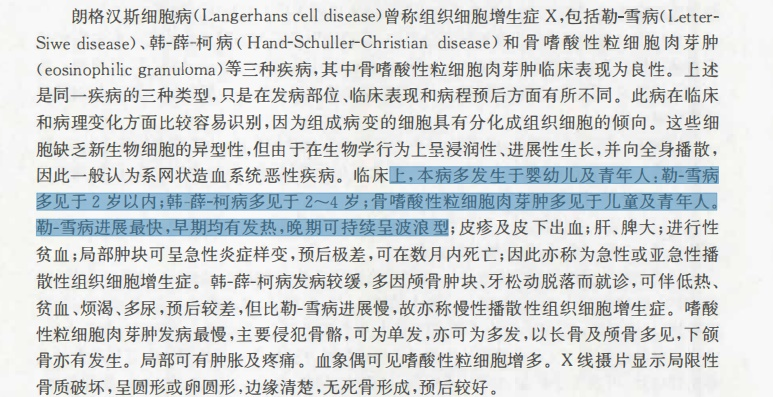 朗格汉斯细胞病(Langerhans cell disease)曾称组织细胞增生症 X,包括勒-雪病(Letter-
Siwe disease)、韩-薛-柯病(Hand-Schuller-Christian disease)和骨嗜酸性粒细胞肉芽肿
(eosinophilic granuloma)等三种疾病,其中骨嗜酸性粒细胞肉芽肿临床表现为良性。上述
是同一疾病的三种类型,只是在发病部位、临床表现和病程预后方面有所不同。此病在临床
和病理变化方面比较容易识别,因为组成病变的细胞具有分化成组织细胞的倾向。这些细
胞缺乏新生物细胞的异型性,但由于在生物学行为上呈浸润性、进展性生长,并向全身播散,
因此一般认为系网状造血系统恶性疾病。临床上,本病多发生于婴幼儿及青年人;勒-雪病
多见于 2 岁以内;韩-薛-柯病多见于 2~4 岁;骨嗜酸性粒细胞肉芽肿多见于儿童及青年人。
勒-雪病进展最快,早期均有发热,晚期可持续呈波浪型;皮疹及皮下出血;肝、脾大;进行性
贫血;局部肿块可呈急性炎症样变,预后极差,可在数月内死亡;因此亦称为急性或亚急性播
散性组织细胞增生症。韩-薛-柯病发病较缓,多因颅骨肿块、牙松动脱落而就诊,可伴低热、
贫血、烦渴、多尿,预后较差,但比勒-雪病进展慢,故亦称慢性播散性组织细胞增生症。嗜酸
性粒细胞肉芽肿发病最慢,主要侵犯骨骼,可为单发,亦可为多发,以长骨及颅骨多见,下颌
骨亦有发生。局部可有肿胀及疼痛。血象偶可见嗜酸性粒细胞增多。X 线摄片显示局限性
骨质破坏,呈圆形或卵圆形,边缘清楚,无死骨形成,预后较好。